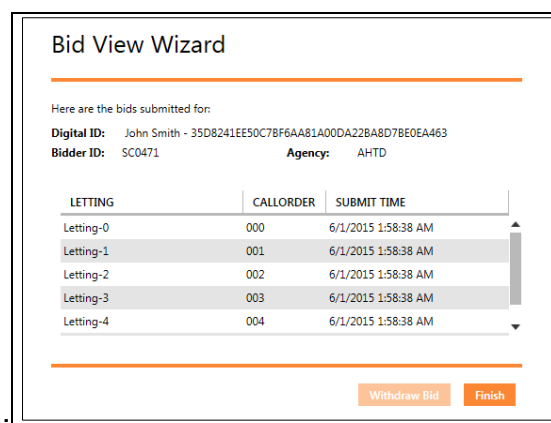 Bid View Wizard
Here are the bids submitted for:
Digital ID: John Smith - 35D8241EE50C7BF6AA81A00DA22BA8D7BE0EA463
Bidder ID: SC0471 Agency: AHTD
LETTING CALLORDER SUBMIT TIME
Letting-0 000 6/1/2015 1:58:38 AM
Letting-1 001 6/1/2015 1:58:38 AM
Letting-2 002 6/1/2015 1:58:38 AM
Letting-3 003 6/1/2015 1:58:38 AM
Letting-4 004 6/1/2015 1:58:38 AM
Withdraw Bid Finish